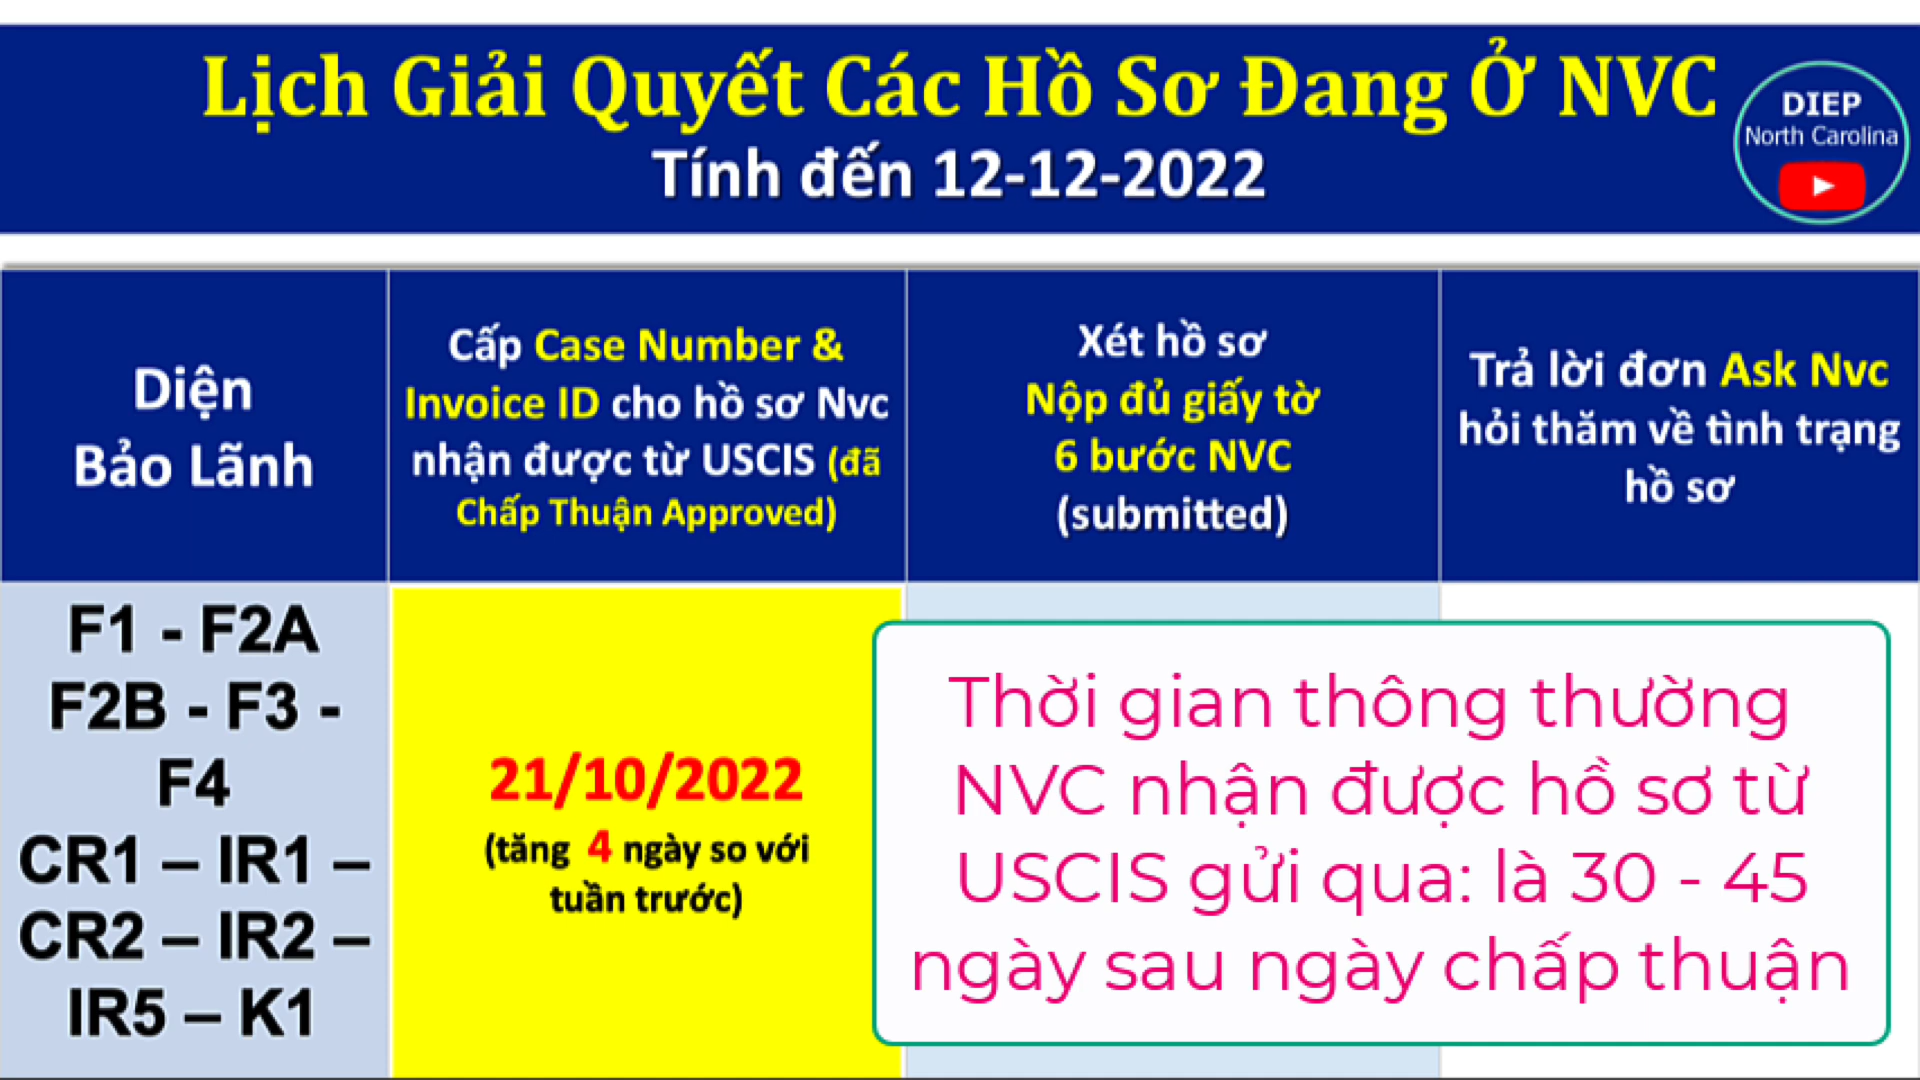 Lịch Giải Quyết Các Hồ Sơ Đang Ở NVC
Tính đến 12-12-2022
DIEP
North Carolina
Diện
Bảo Lãnh
Cấp Case Number &
Invoice ID cho hồ sơ Nvc
nhận được từ USCIS (đã
Chấp Thuận Approved)
Xét hồ sơ
Nộp đủ giấy tờ
6 bước NVC
(submitted)
Trả lời đơn Ask Nvc
hỏi thăm về tình trạng
hồ sơ
F1 - F2A
F2B - F3 -
F4
CR1 – IR1 –
CR2 – IR2 –
IR5 – K1
21/10/2022
(tăng 4 ngày so với
tuần trước)
Thời gian thông thường
NVC nhận được hồ sơ từ
USCIS gửi qua: là 30 - 45
ngày sau ngày chấp thuận